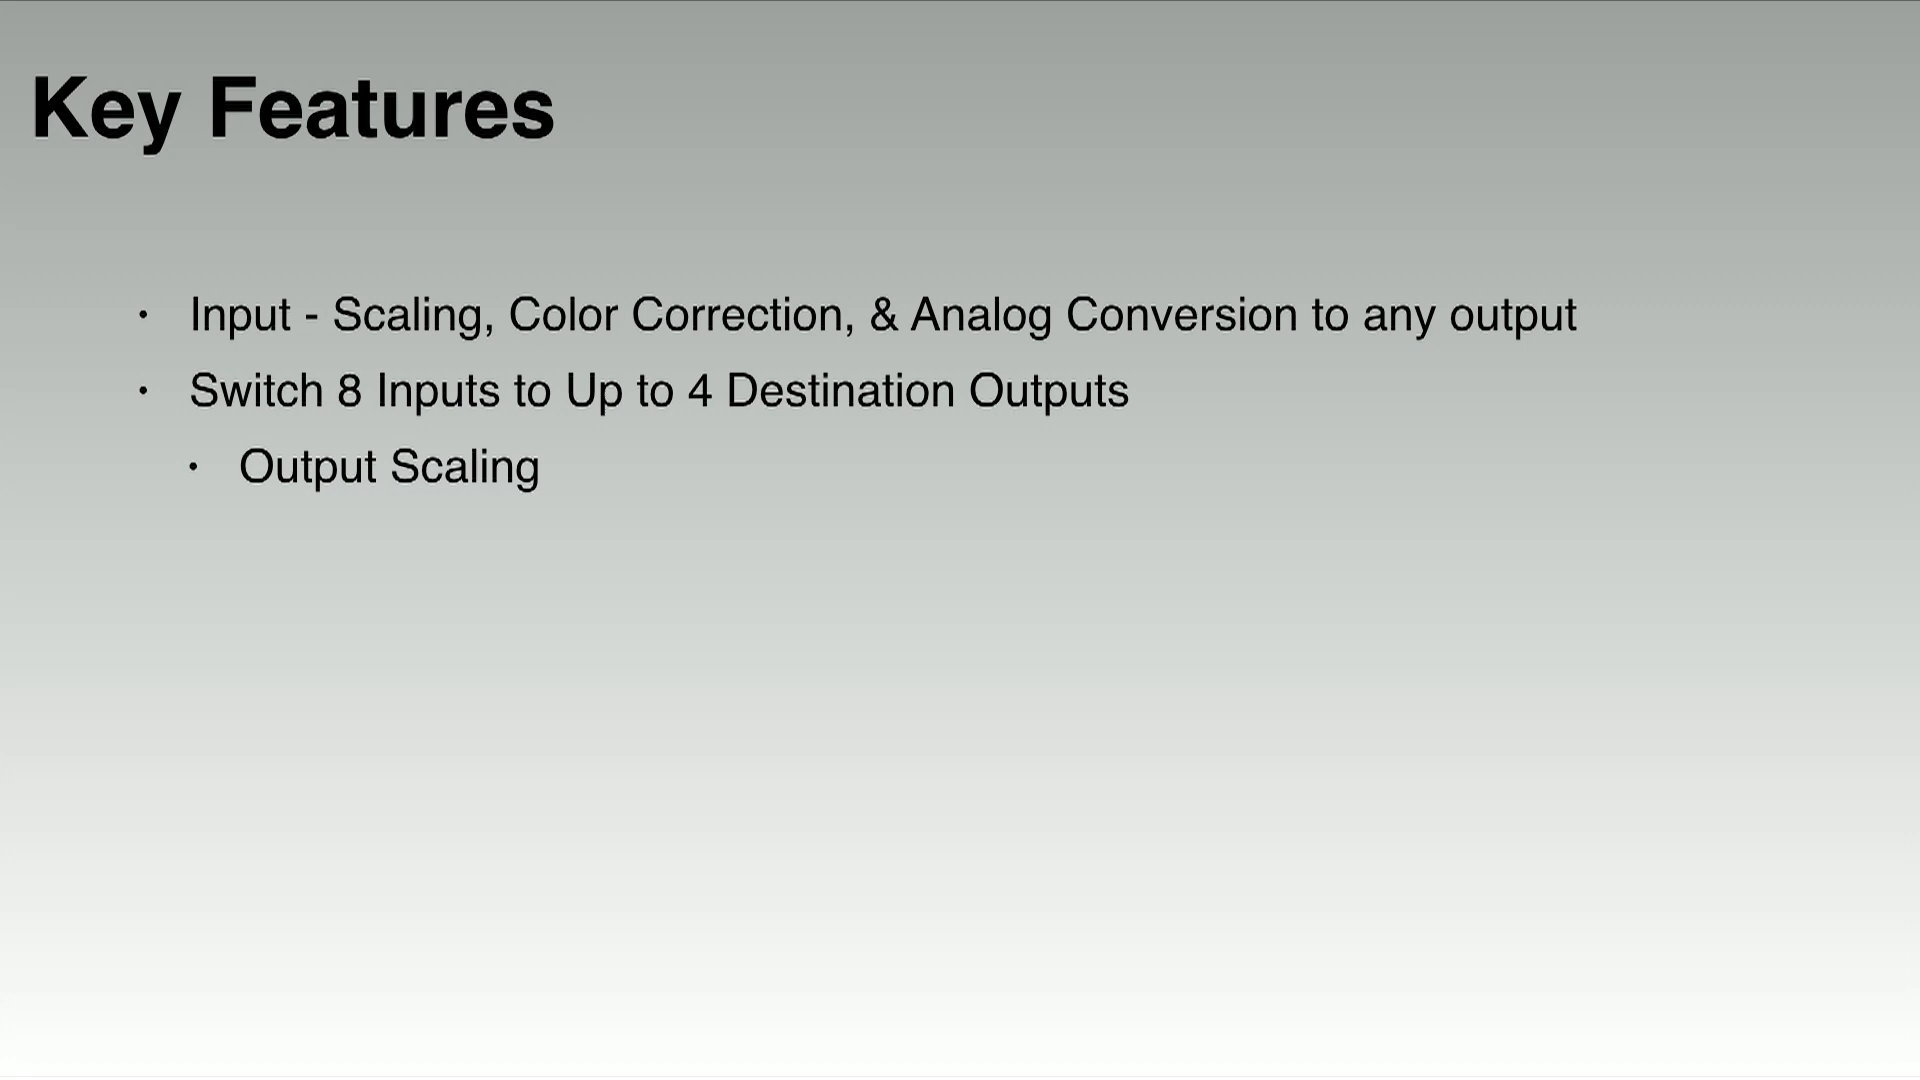 Key Features
• Input - Scaling, Color Correction, & Analog Conversion to any output
• Switch 8 Inputs to Up to 4 Destination Outputs
• Output Scaling